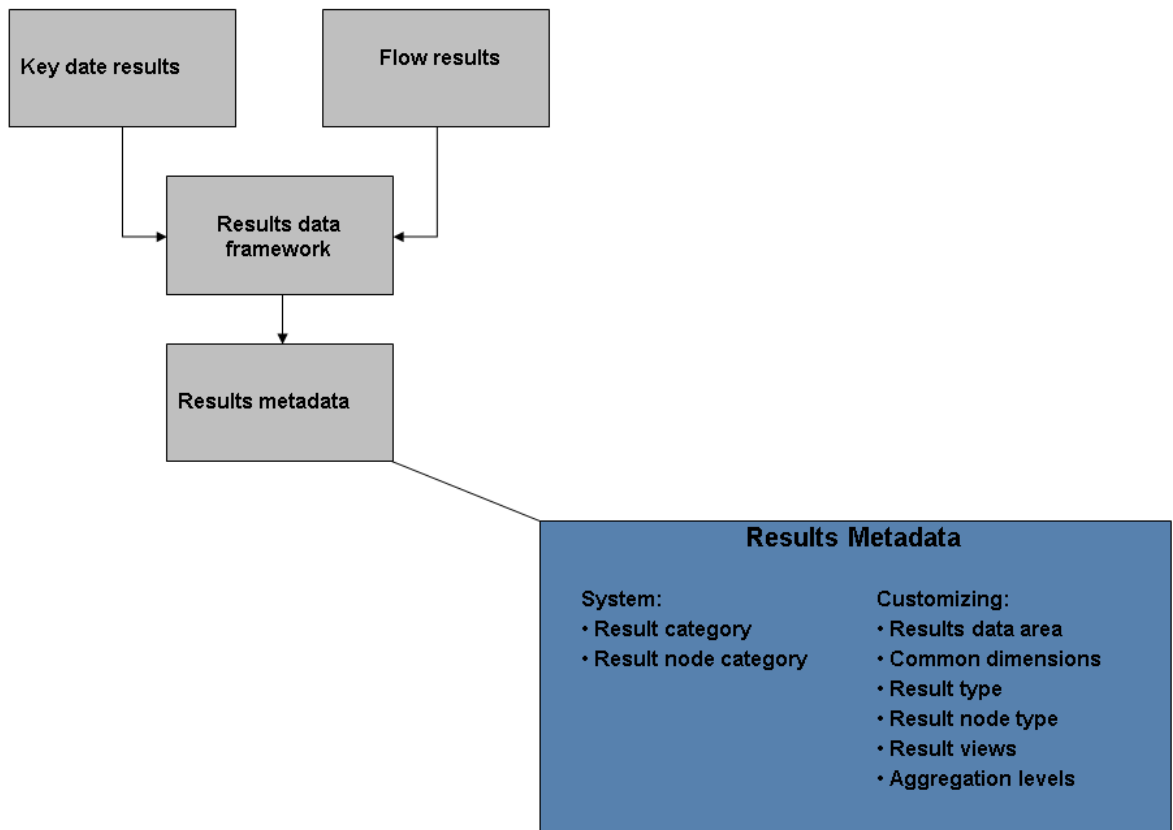 Key date results
Flow results
Results data
framework
Results metadata
Results Metadata
System:
• Result category
• Result node category
Customizing:
• Results data area
• Common dimensions
• Result type
• Result node type
• Result views
• Aggregation levels